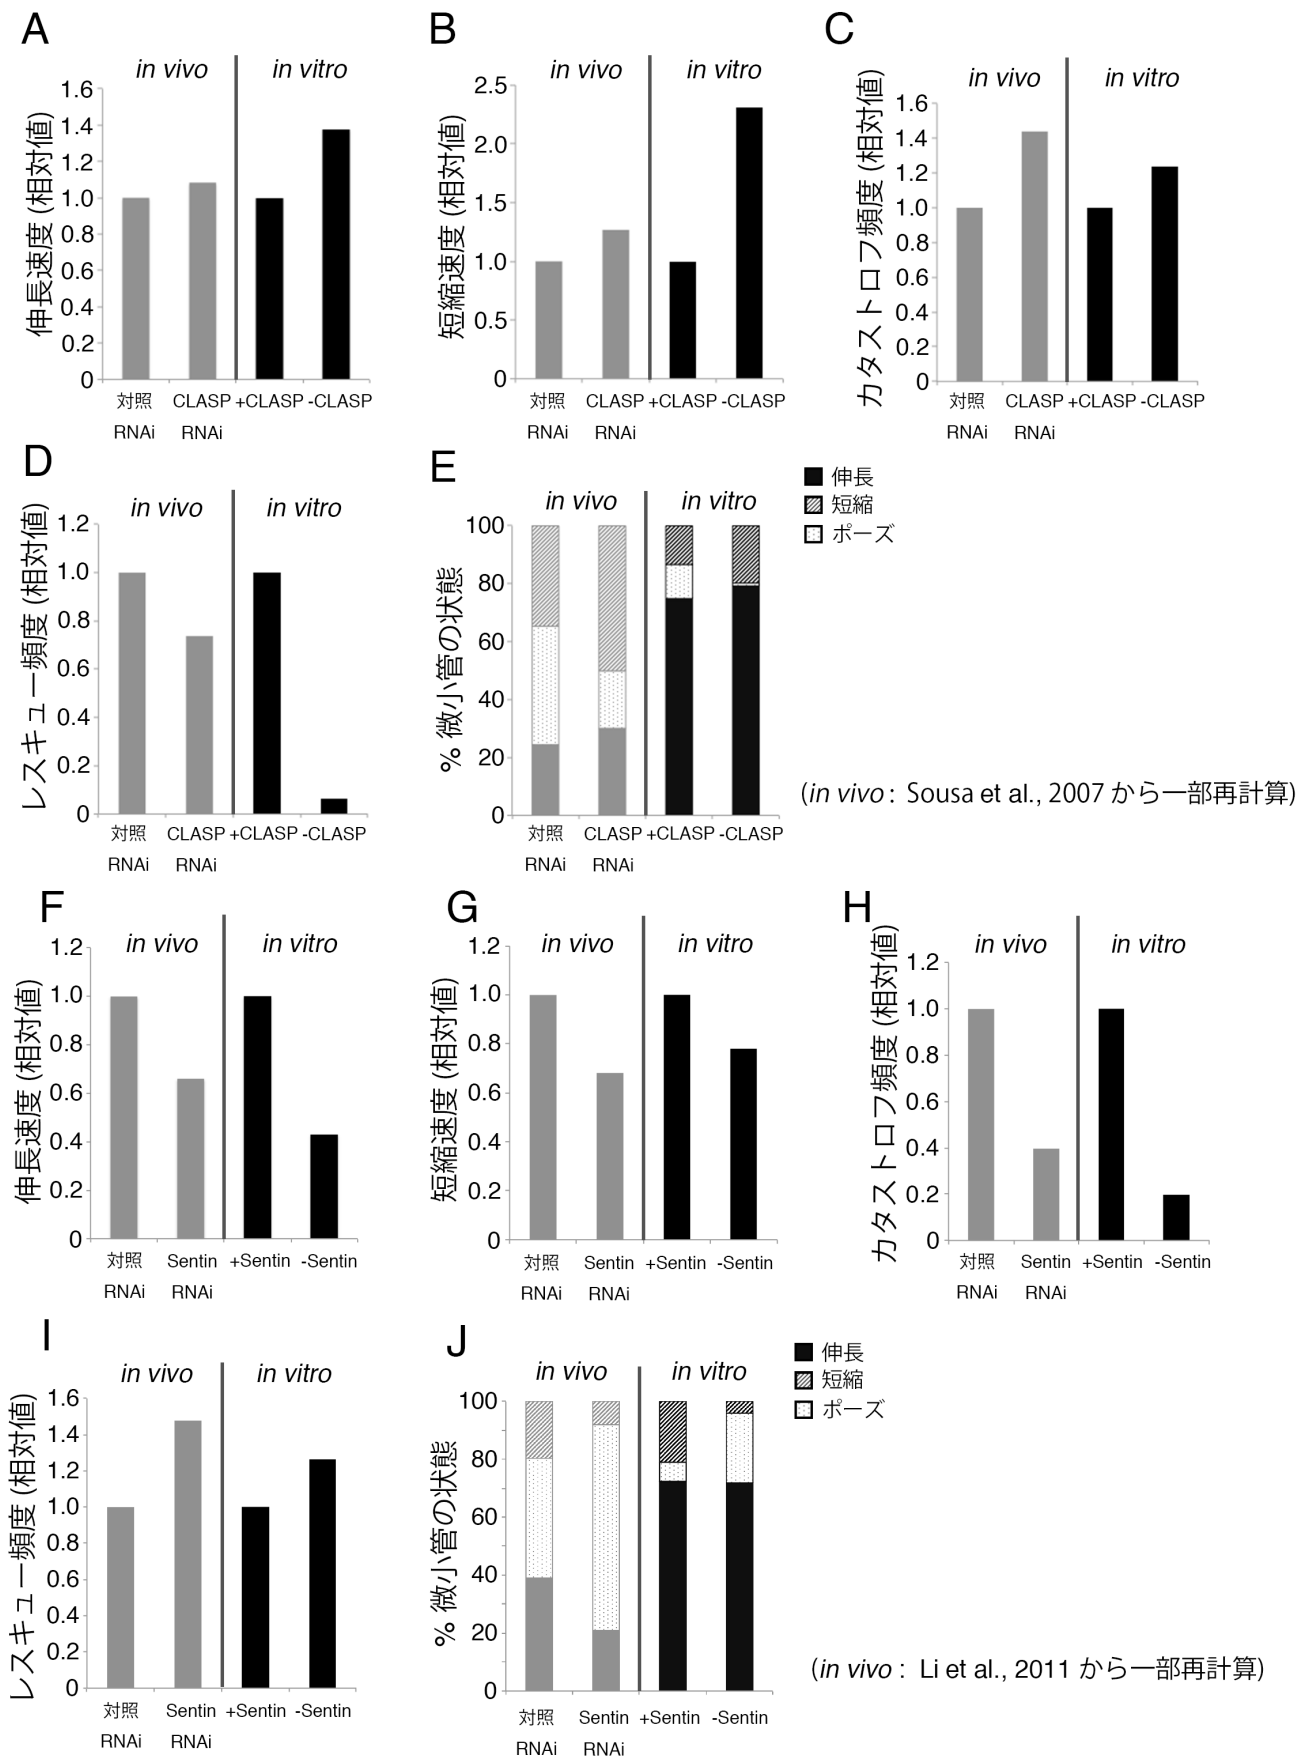 A
in vivo
in vitro
伸長速度 (相対値)
1.6
1.4
1.2
1.0
0.8
0.6
0.4
0.2
0
対照 CLASP +CLASP -CLASP
RNAi RNAi
B
in vivo
in vitro
短縮速度 (相対値)
2.5
2.0
1.5
1.0
0.5
0
対照 CLASP +CLASP -CLASP
RNAi RNAi
C
in vivo
in vitro
カタストロフ頻度 (相対値)
1.6
1.4
1.2
1.0
0.8
0.6
0.4
0.2
0
対照 CLASP +CLASP -CLASP
RNAi RNAi
D
in vivo
in vitro
レスキュー頻度 (相対値)
1.2
1.0
0.8
0.6
0.4
0.2
0
対照 CLASP +CLASP -CLASP
RNAi RNAi
E
in vivo
in vitro
% 微小管の状態
100
80
60
40
20
0
対照 CLASP +CLASP -CLASP
RNAi RNAi
伸長
短縮
ポーズ
(in vivo : Sousa et al., 2007 から一部再計算)
F
in vivo
in vitro
伸長速度 (相対値)
1.2
1.0
0.8
0.6
0.4
0.2
0
対照 Sentin +Sentin -Sentin
RNAi RNAi
G
in vivo
in vitro
短縮速度 (相対値)
1.2
1.0
0.8
0.6
0.4
0.2
0
対照 Sentin +Sentin -Sentin
RNAi RNAi
H
in vivo
in vitro
カタストロフ頻度 (相対値)
1.2
1.0
0.8
0.6
0.4
0.2
0
対照 Sentin +Sentin -Sentin
RNAi RNAi
I
in vivo
in vitro
レスキュー頻度 (相対値)
1.6
1.4
1.2
1.0
0.8
0.6
0.4
0.2
0
対照 Sentin +Sentin -Sentin
RNAi RNAi
J
in vivo
in vitro
% 微小管の状態
100
80
60
40
20
0
対照 Sentin +Sentin -Sentin
RNAi RNAi
伸長
短縮
ポーズ
(in vivo : Li et al., 2011 から一部再計算)